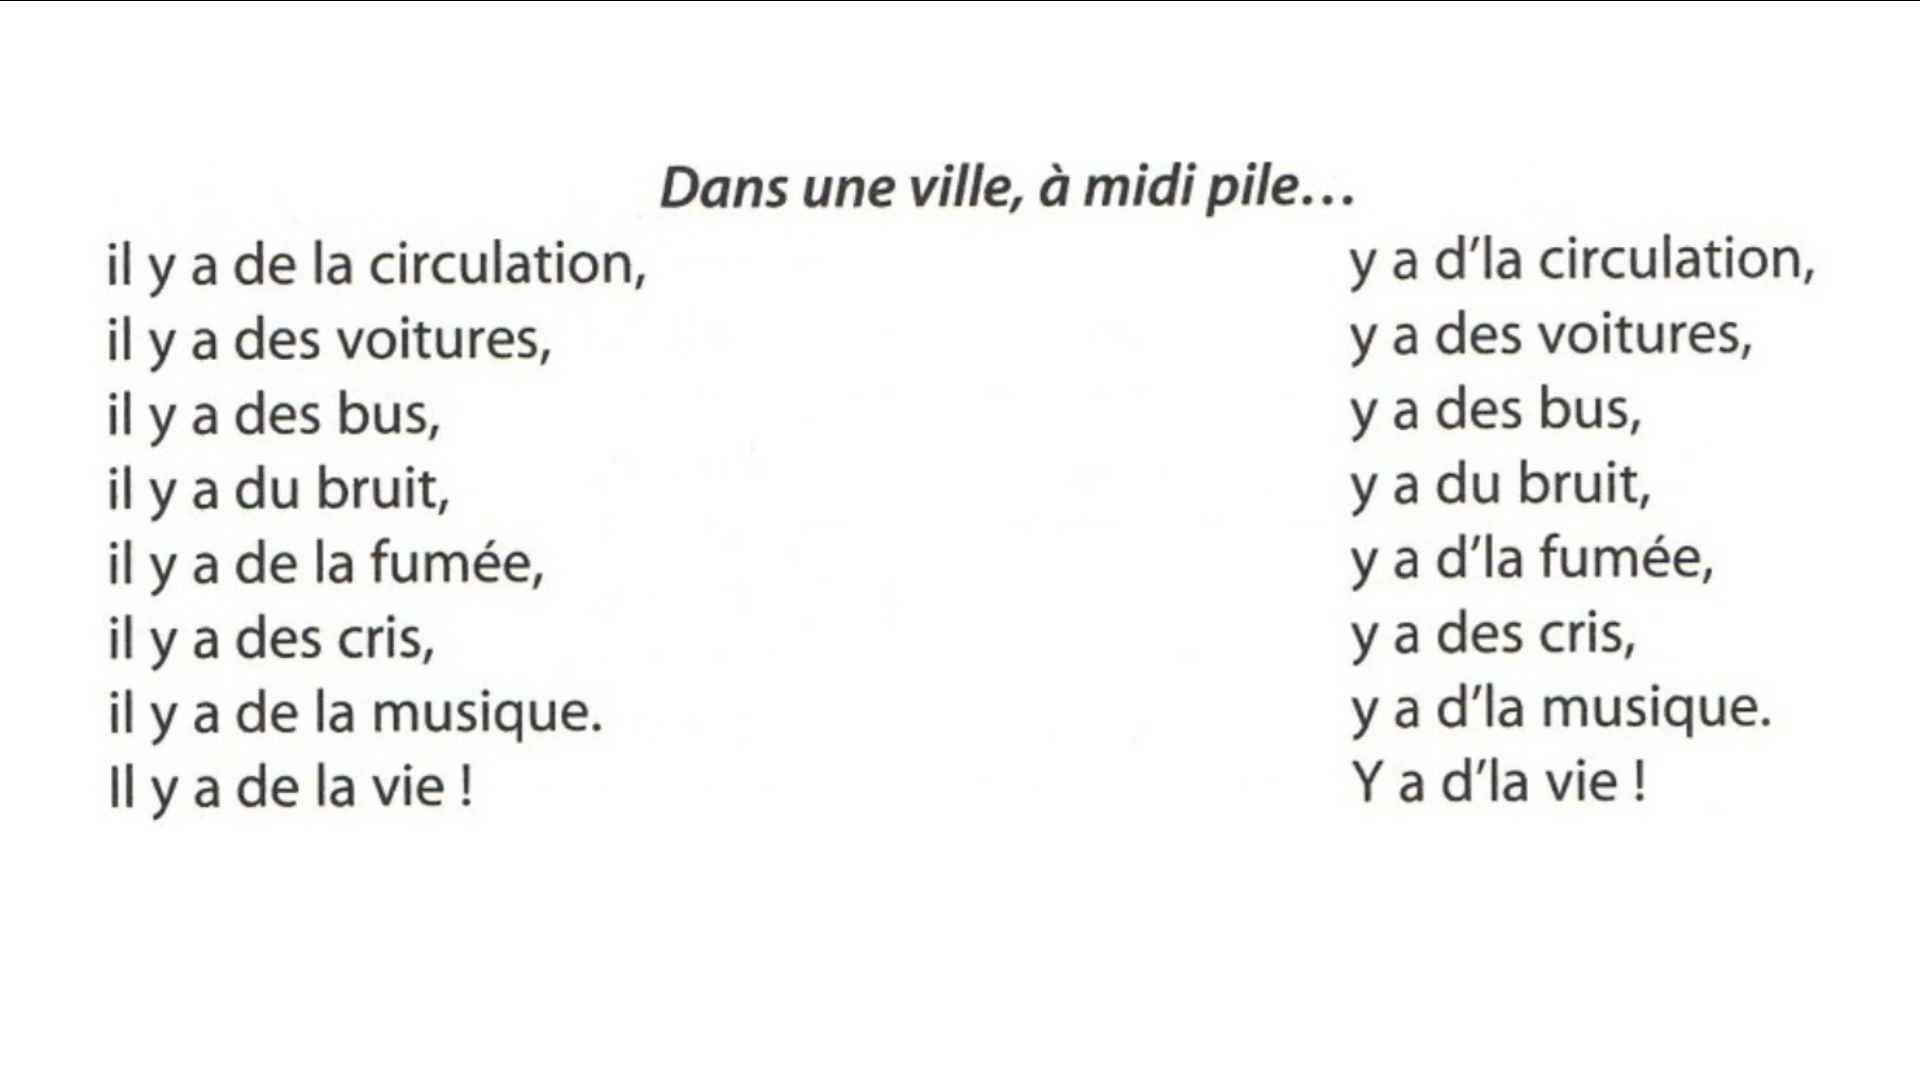 Dans une ville, à midi pile…
il y a de la circulation,
il y a des voitures,
il y a des bus,
il y a du bruit,
il y a de la fumée,
il y a des cris,
il y a de la musique.
Il y a de la vie !
y a d’la circulation,
y a des voitures,
y a des bus,
y a du bruit,
y a d’la fumée,
y a des cris,
y a d’la musique.
Y a d’la vie !